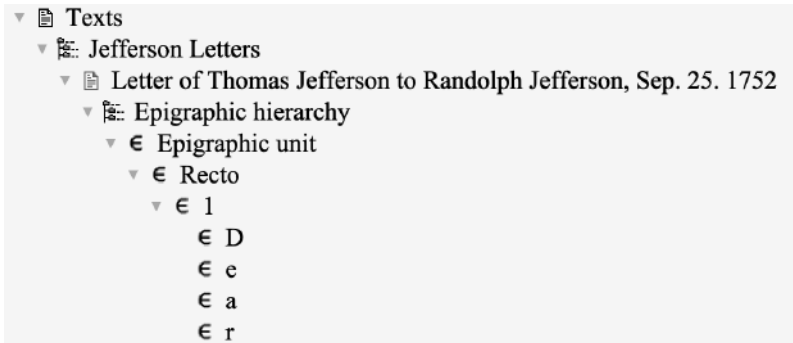 Texts
Jefferson Letters
Letter of Thomas Jefferson to Randolph Jefferson, Sep. 25. 1752
Epigraphic hierarchy
∈ Epigraphic unit
∈ Recto
∈ 1
∈ D
∈ e
∈ a
∈ r